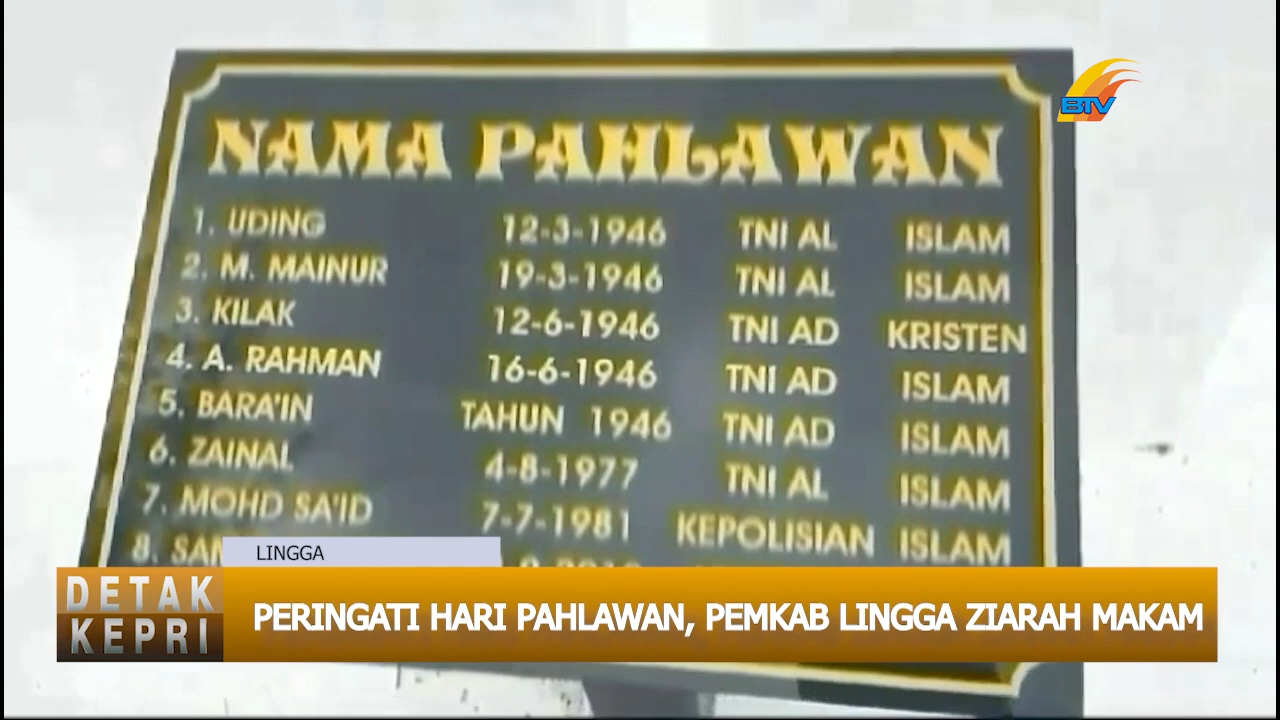 BTV
NAMA PAHLAWAN
1. UDING 12-3-1946 TNI AL ISLAM
2. M. MAINUR 19-3-1946 TNI AL ISLAM
3. KILAK 12-6-1946 TNI AD KRISTEN
4. A. RAHMAN 16-6-1946 TNI AD ISLAM
5. BARA'IN TAHUN 1946 TNI AD ISLAM
6. ZAINAL 4-8-1977 TNI AL ISLAM
7. MOHD SA'ID 7-7-1981 KEPOLISIAN ISLAM
8.
LINGGA
DETAK KEPRI
PERINGATI HARI PAHLAWAN, PEMKAB LINGGA ZIARAH MAKAM